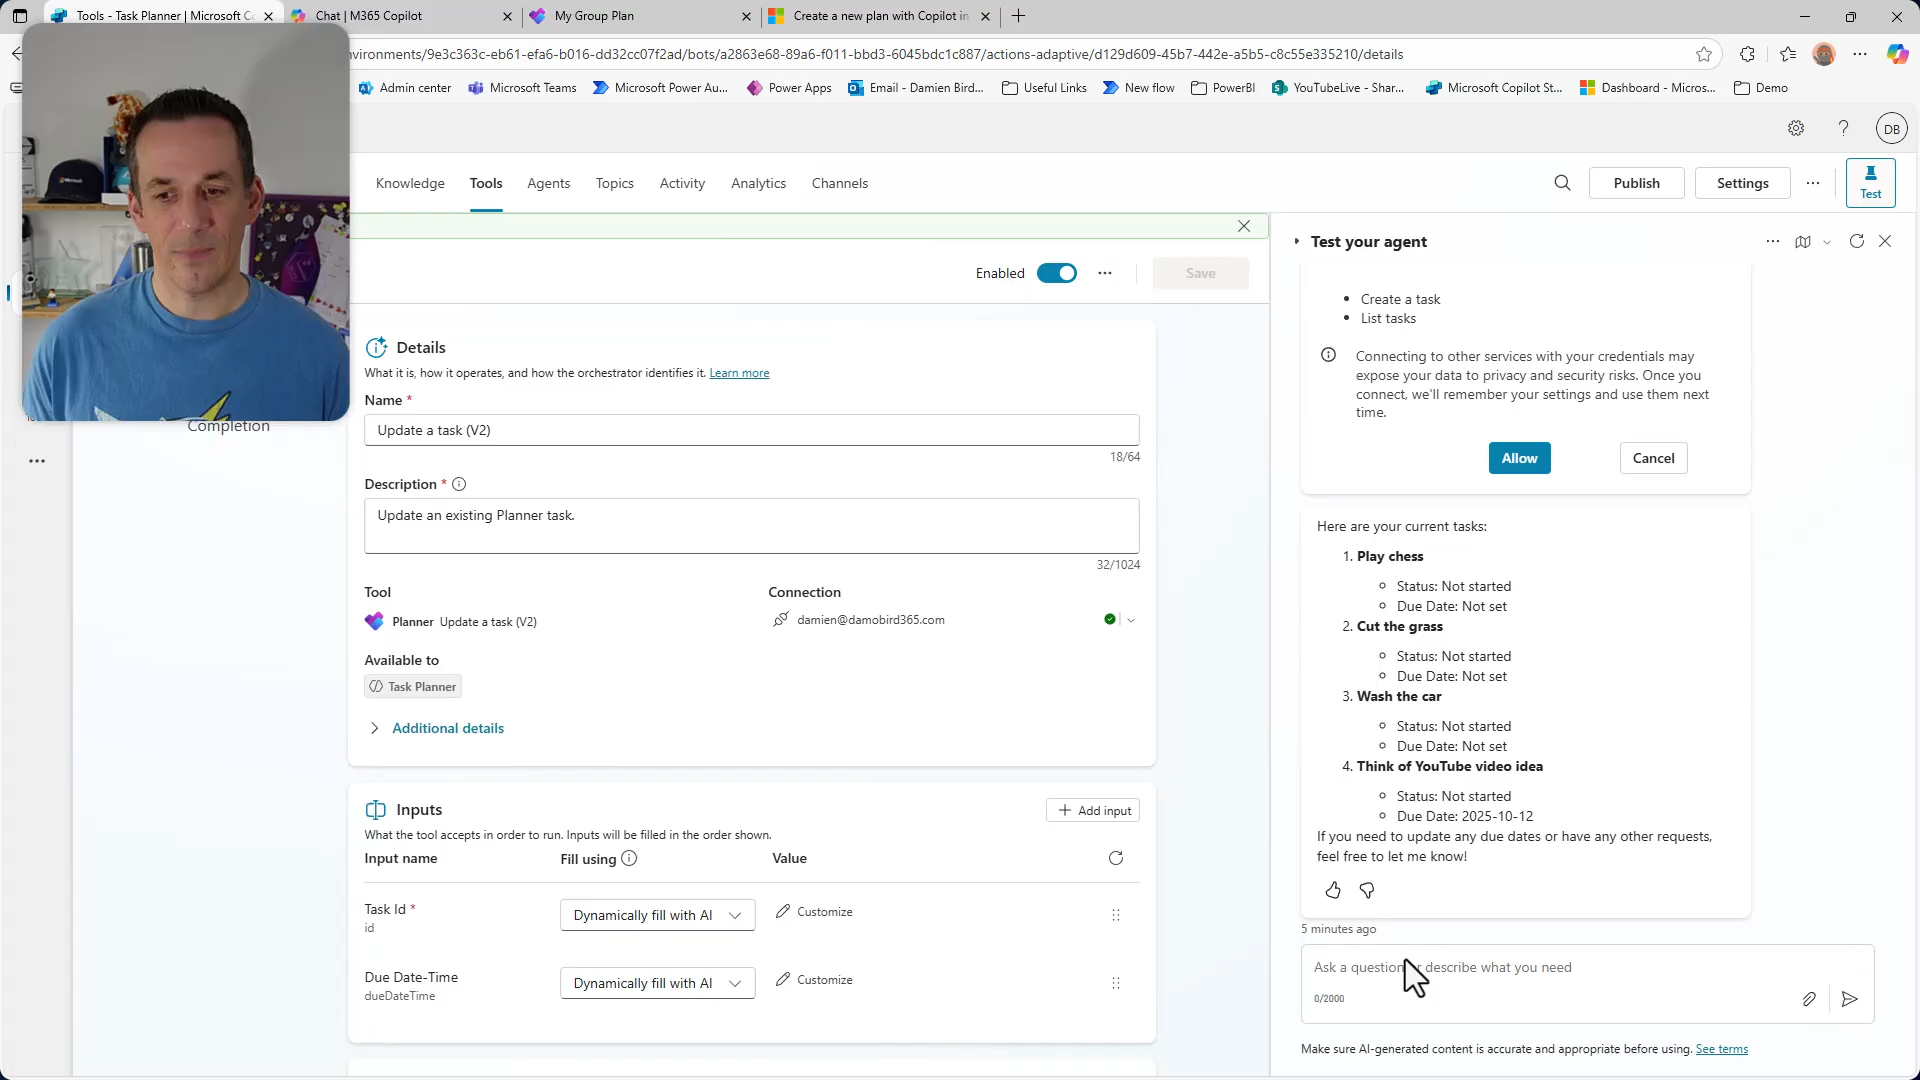 Tools - Task Planner | Microsoft C
Chat | M365 Copilot
My Group Plan
Create a new plan with Copilot in
nvironments/9e3c363c-eb61-efa6-b016-dd32cc07f2ad/bots/a2863e68-89a6-f011-bbd3-6045bdc1c887/actions-adaptive/d129d609-45b7-442e-a5b5-c8c55e335210/details
Admin center
Microsoft Teams
Microsoft Power Au...
Power Apps
Email - Damien Bird...
Useful Links
New flow
PowerBI
YouTubeLive - Shar...
Microsoft Copilot St...
Dashboard - Micros...
Demo
DB
Knowledge
Tools
Agents
Topics
Activity
Analytics
Channels
Publish
Settings
Test
Enabled
Save
Completion
Details
What it is, how it operates, and how the orchestrator identifies it. Learn more
Name *
Update a task (V2)
18/64
Description *
Update an existing Planner task.
32/1024
Tool
Connection
Planner Update a task (V2)
damien@damobird365.com
Available to
Task Planner
Additional details
Inputs
Add input
What the tool accepts in order to run. Inputs will be filled in the order shown.
Input name
Fill using
Value
Task Id *
id
Dynamically fill with AI
Customize
Due Date-Time
dueDateTime
Dynamically fill with AI
Customize
Test your agent
• Create a task
• List tasks
Connecting to other services with your credentials may
expose your data to privacy and security risks. Once you
connect, we'll remember your settings and use them next
time.
Allow
Cancel
Here are your current tasks:
1. Play chess
Status: Not started
Due Date: Not set
2. Cut the grass
Status: Not started
Due Date: Not set
3. Wash the car
Status: Not started
Due Date: Not set
4. Think of YouTube video idea
Status: Not started
Due Date: 2025-10-12
If you need to update any due dates or have any other requests,
feel free to let me know!
5 minutes ago
Ask a question or describe what you need
0/2000
Make sure AI-generated content is accurate and appropriate before using. See terms